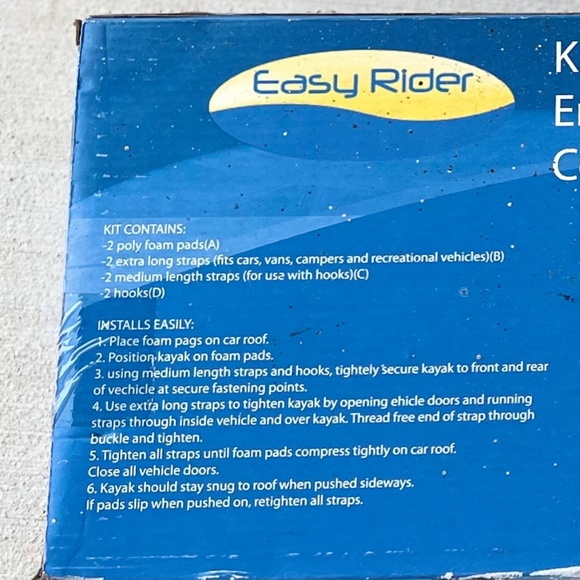 Easy Rider
K
E
C
KIT CONTAINS:
-2 poly foam pads(A)
-2 extra long straps (fits cars, vans, campers and recreational vehicles)(B)
-2 medium length straps (for use with hooks)(C)
-2 hooks(D)
INSTALLS EASILY:
1. Place foam pags on car roof.
2. Position kayak on foam pads.
3. using medium length straps and hooks, tightely secure kayak to front and rear
of vechicle at secure fastening points.
4. Use extra long straps to tighten kayak by opening ehicle doors and running
straps through inside vehicle and over kayak. Thread free end of strap through
buckle and tighten.
5. Tighten all straps until foam pads compress tightly on car roof.
Close all vehicle doors.
6. Kayak should stay snug to roof when pushed sideways.
If pads slip when pushed on, retighten all straps.